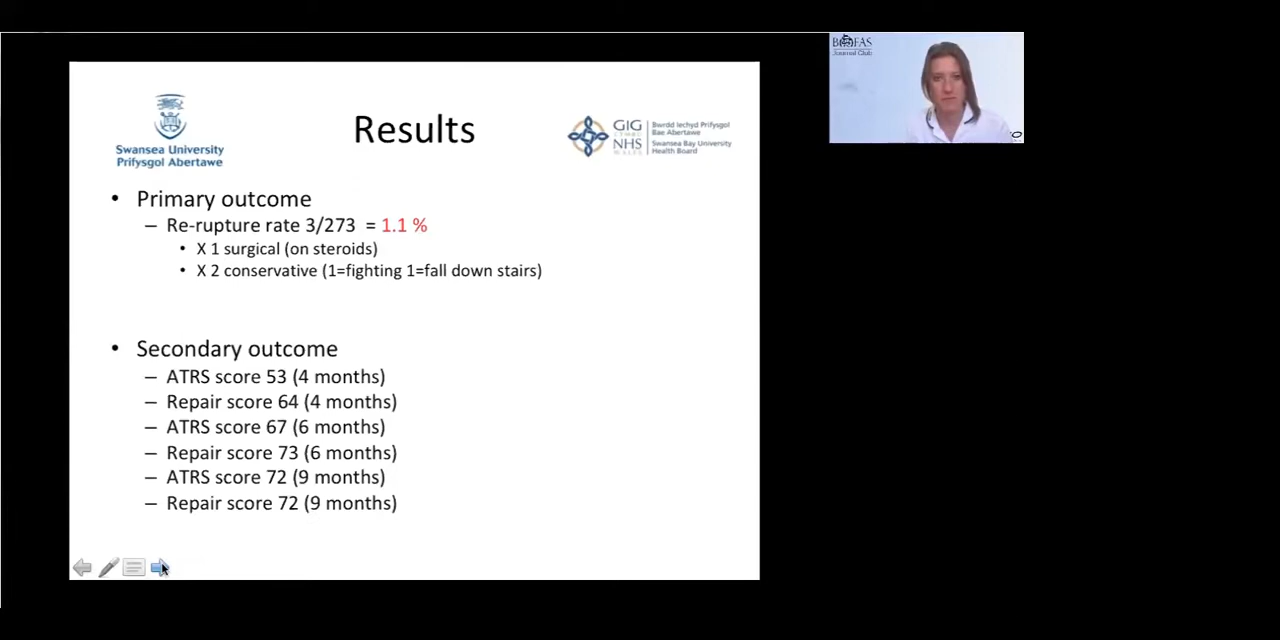 BOFAS
Journal Club
Swansea University
Prifysgol Abertawe
Results
GIG
CYMRU
NHS
WALES
Bwrdd Iechyd Prifysgol
Bae Abertawe
Swansea Bay University
Health Board
• Primary outcome
– Re-rupture rate 3/273 = 1.1 %
• X 1 surgical (on steroids)
• X 2 conservative (1=fighting 1=fall down stairs)
• Secondary outcome
– ATRS score 53 (4 months)
– Repair score 64 (4 months)
– ATRS score 67 (6 months)
– Repair score 73 (6 months)
– ATRS score 72 (9 months)
– Repair score 72 (9 months)